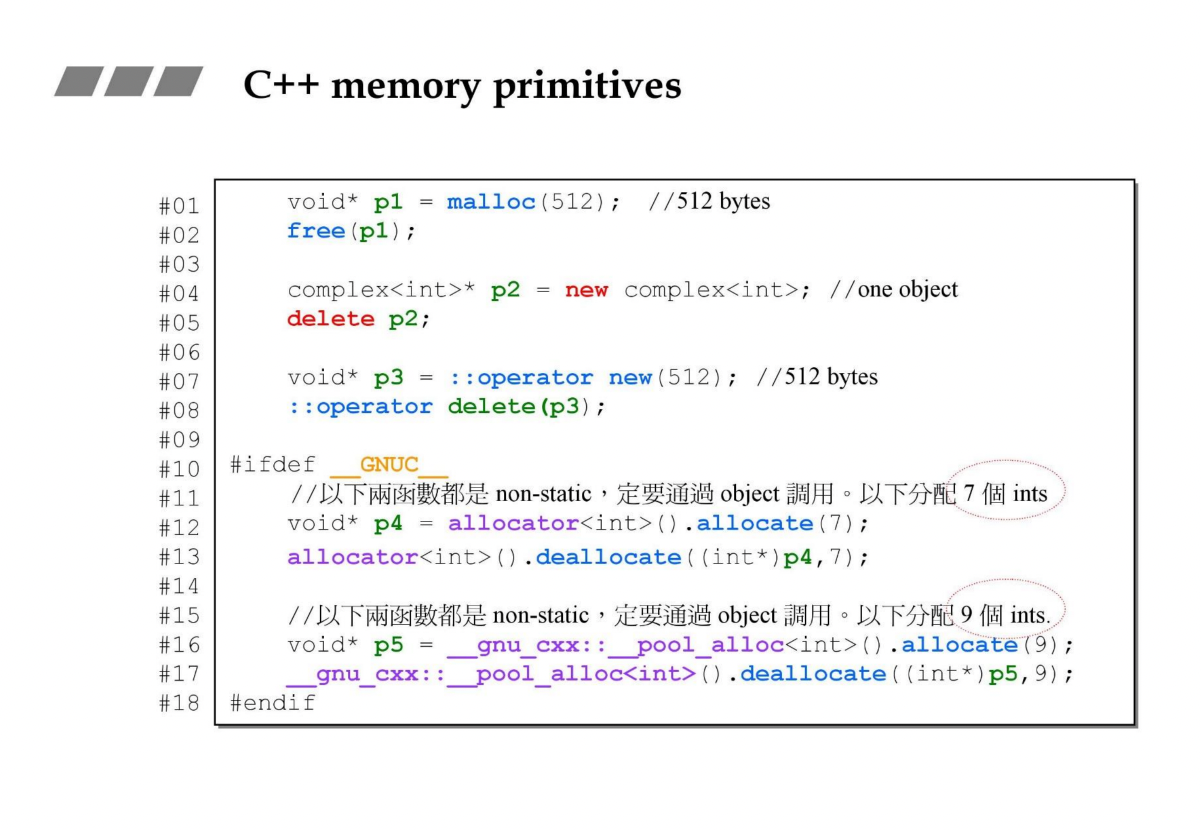 C++ memory primitives
#01 void* p1 = malloc(512); //512 bytes
#02 free(p1);
#03
#04 complex<int>* p2 = new complex<int>; //one object
#05 delete p2;
#06
#07 void* p3 = ::operator new(512); //512 bytes
#08 ::operator delete(p3);
#09
#10 #ifdef __GNUC__
#11 //以下兩函數都是 non-static，定要通過 object 調用。以下分配 7 個 ints
#12 void* p4 = allocator<int>().allocate(7);
#13 allocator<int>().deallocate((int*)p4,7);
#14
#15 //以下兩函數都是 non-static，定要通過 object 調用。以下分配 9 個 ints.
#16 void* p5 = __gnu_cxx::__pool_alloc<int>().allocate(9);
#17 __gnu_cxx::__pool_alloc<int>().deallocate((int*)p5,9);
#18 #endif